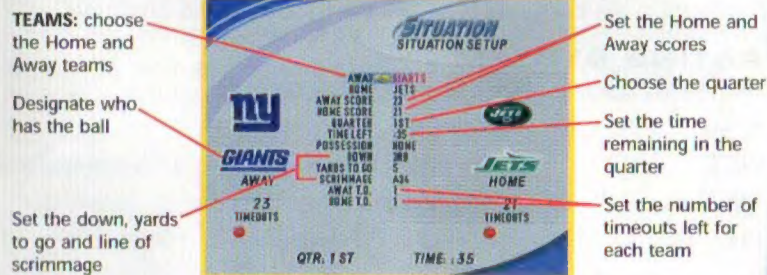 TEAMS: choose
the Home and
Away teams
Designate who
has the ball
Set the down, yards
to go and line of
scrimmage
SITUATION
SITUATION SETUP
AWAY GIANTS
HOME JETS
AWAY SCORE 23
HOME SCORE 21
QUARTER 1ST
TIME LEFT :35
POSSESSION HOME
DOWN 3RD
YARDS TO GO 5
SCRIMMAGE A34
AWAY T.O. 1
HOME T.O. 1
ny
GIANTS
AWAY
23
TIMEOUTS
JETS
JETS
HOME
21
TIMEOUTS
QTR: 1 ST TIME: :35
Set the Home and
Away scores
Choose the quarter
Set the time
remaining in the
quarter
Set the number of
timeouts left for
each team